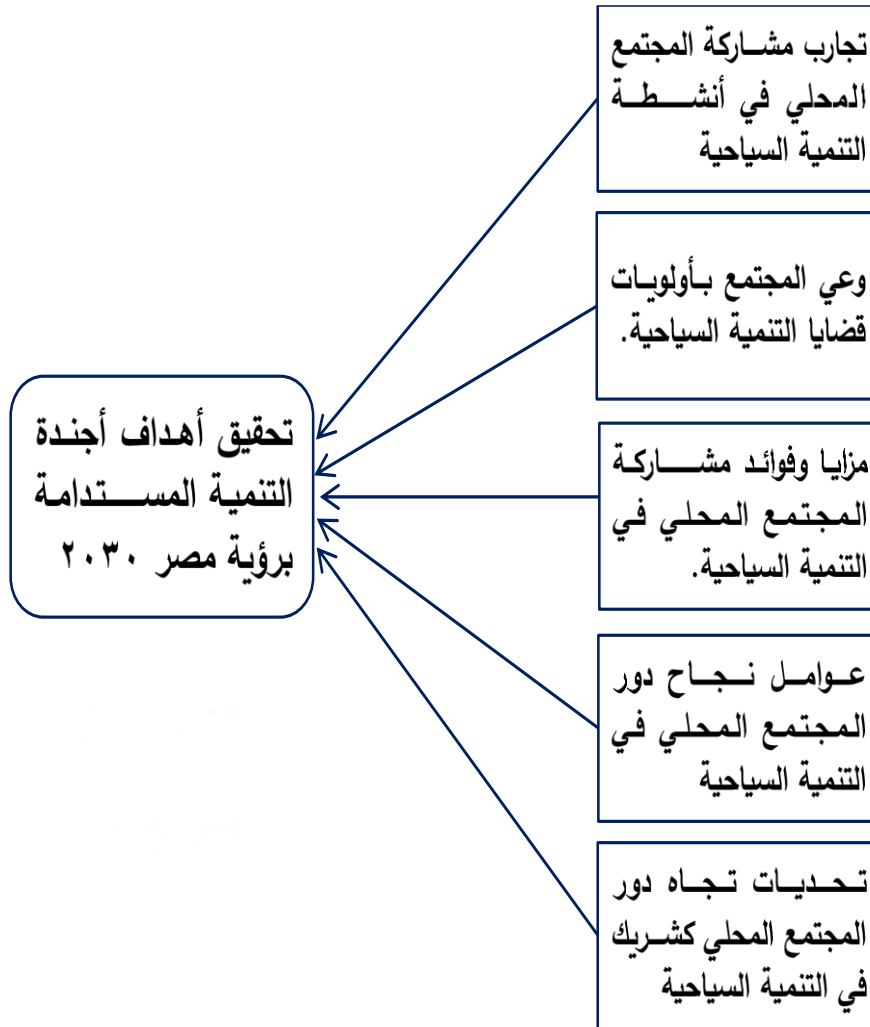 تجارب مشاركة المجتمع
المحلي في أنشطة
التنمية السياحية
وعي المجتمع بأولويات
قضايا التنمية السياحية.
مزايا وفوائد مشاركة
المجتمع المحلي في
التنمية السياحية.
عوامل نجاح دور
المجتمع المحلي في
التنمية السياحية
تحديات تجاه دور
المجتمع المحلي كشريك
في التنمية السياحية
تحقيق أهداف أجندة
التنمية المستدامة
برؤية مصر ٢٠٣٠